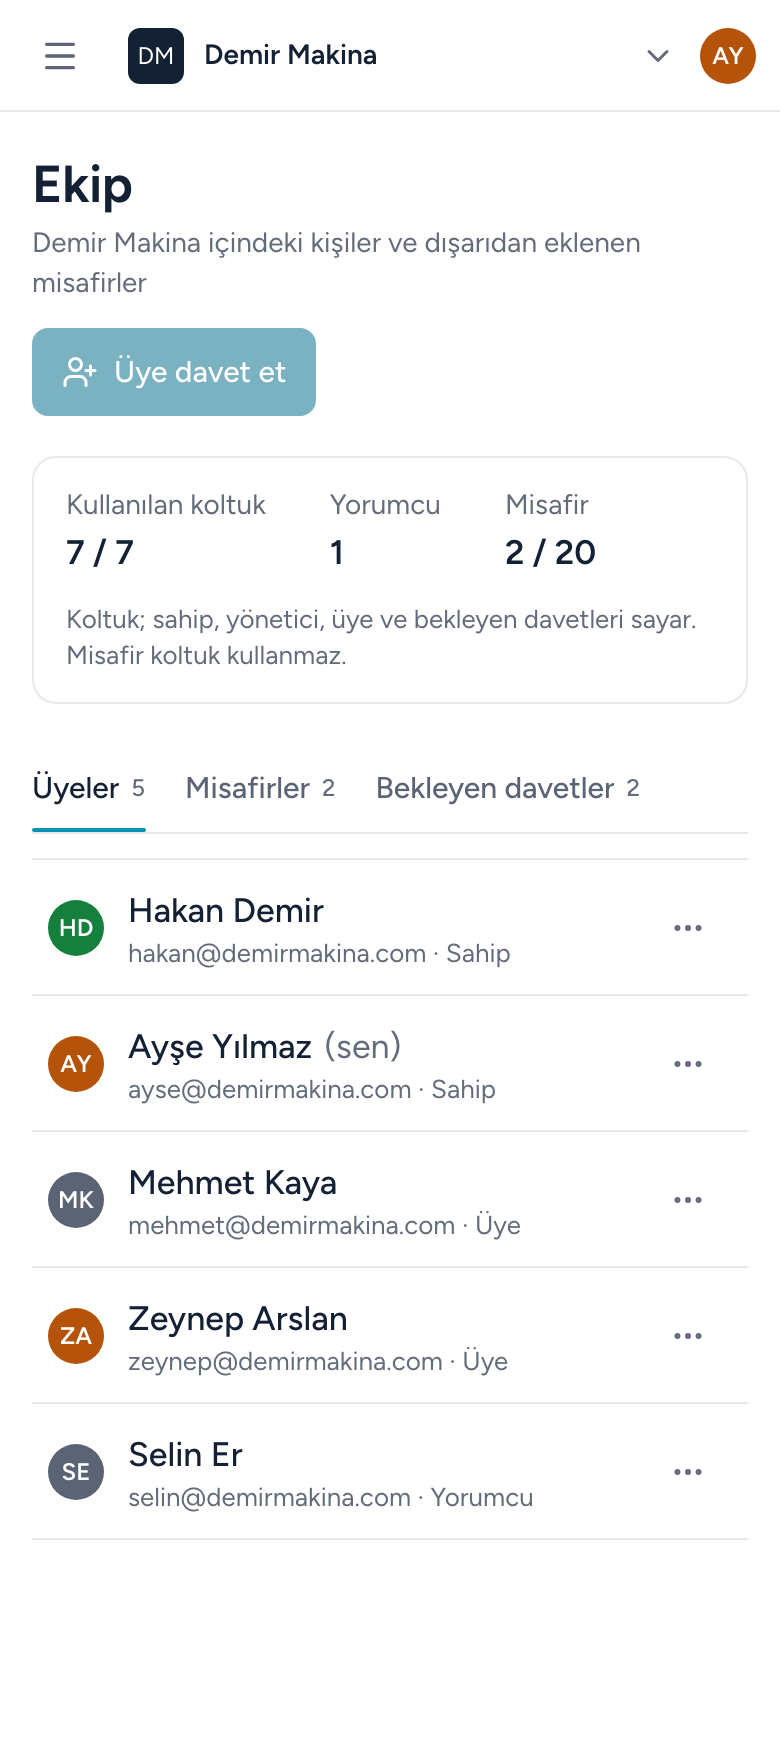 DM Demir Makina AY
Ekip
Demir Makina içindeki kişiler ve dışarıdan eklenen
misafirler
Üye davet et
Kullanılan koltuk Yorumcu Misafir
7 / 7 1 2 / 20
Koltuk; sahip, yönetici, üye ve bekleyen davetleri sayar.
Misafir koltuk kullanmaz.
Üyeler 5 Misafirler 2 Bekleyen davetler 2
HD Hakan Demir
hakan@demirmakina.com · Sahip
AY Ayşe Yılmaz (sen)
ayse@demirmakina.com · Sahip
MK Mehmet Kaya
mehmet@demirmakina.com · Üye
ZA Zeynep Arslan
zeynep@demirmakina.com · Üye
SE Selin Er
selin@demirmakina.com · Yorumcu